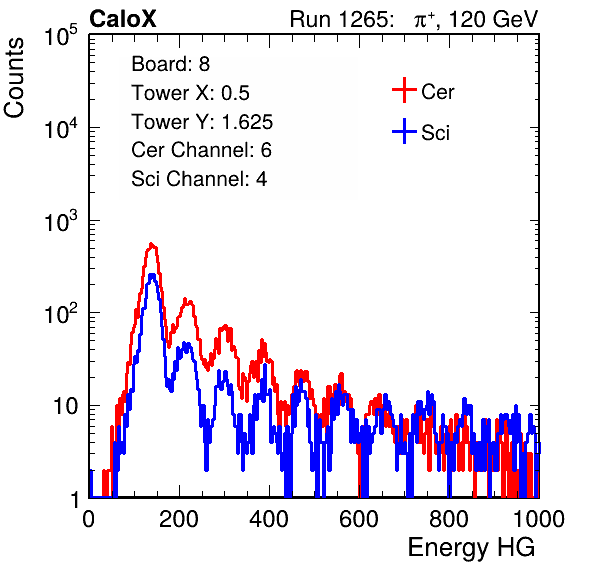 CaloX Run 1265: π⁺, 120 GeV
Counts
10⁵
10⁴
10³
10²
10
1
Board: 8
Tower X: 0.5
Tower Y: 1.625
Cer Channel: 6
Sci Channel: 4
Cer
Sci
0 200 400 600 800 1000
Energy HG